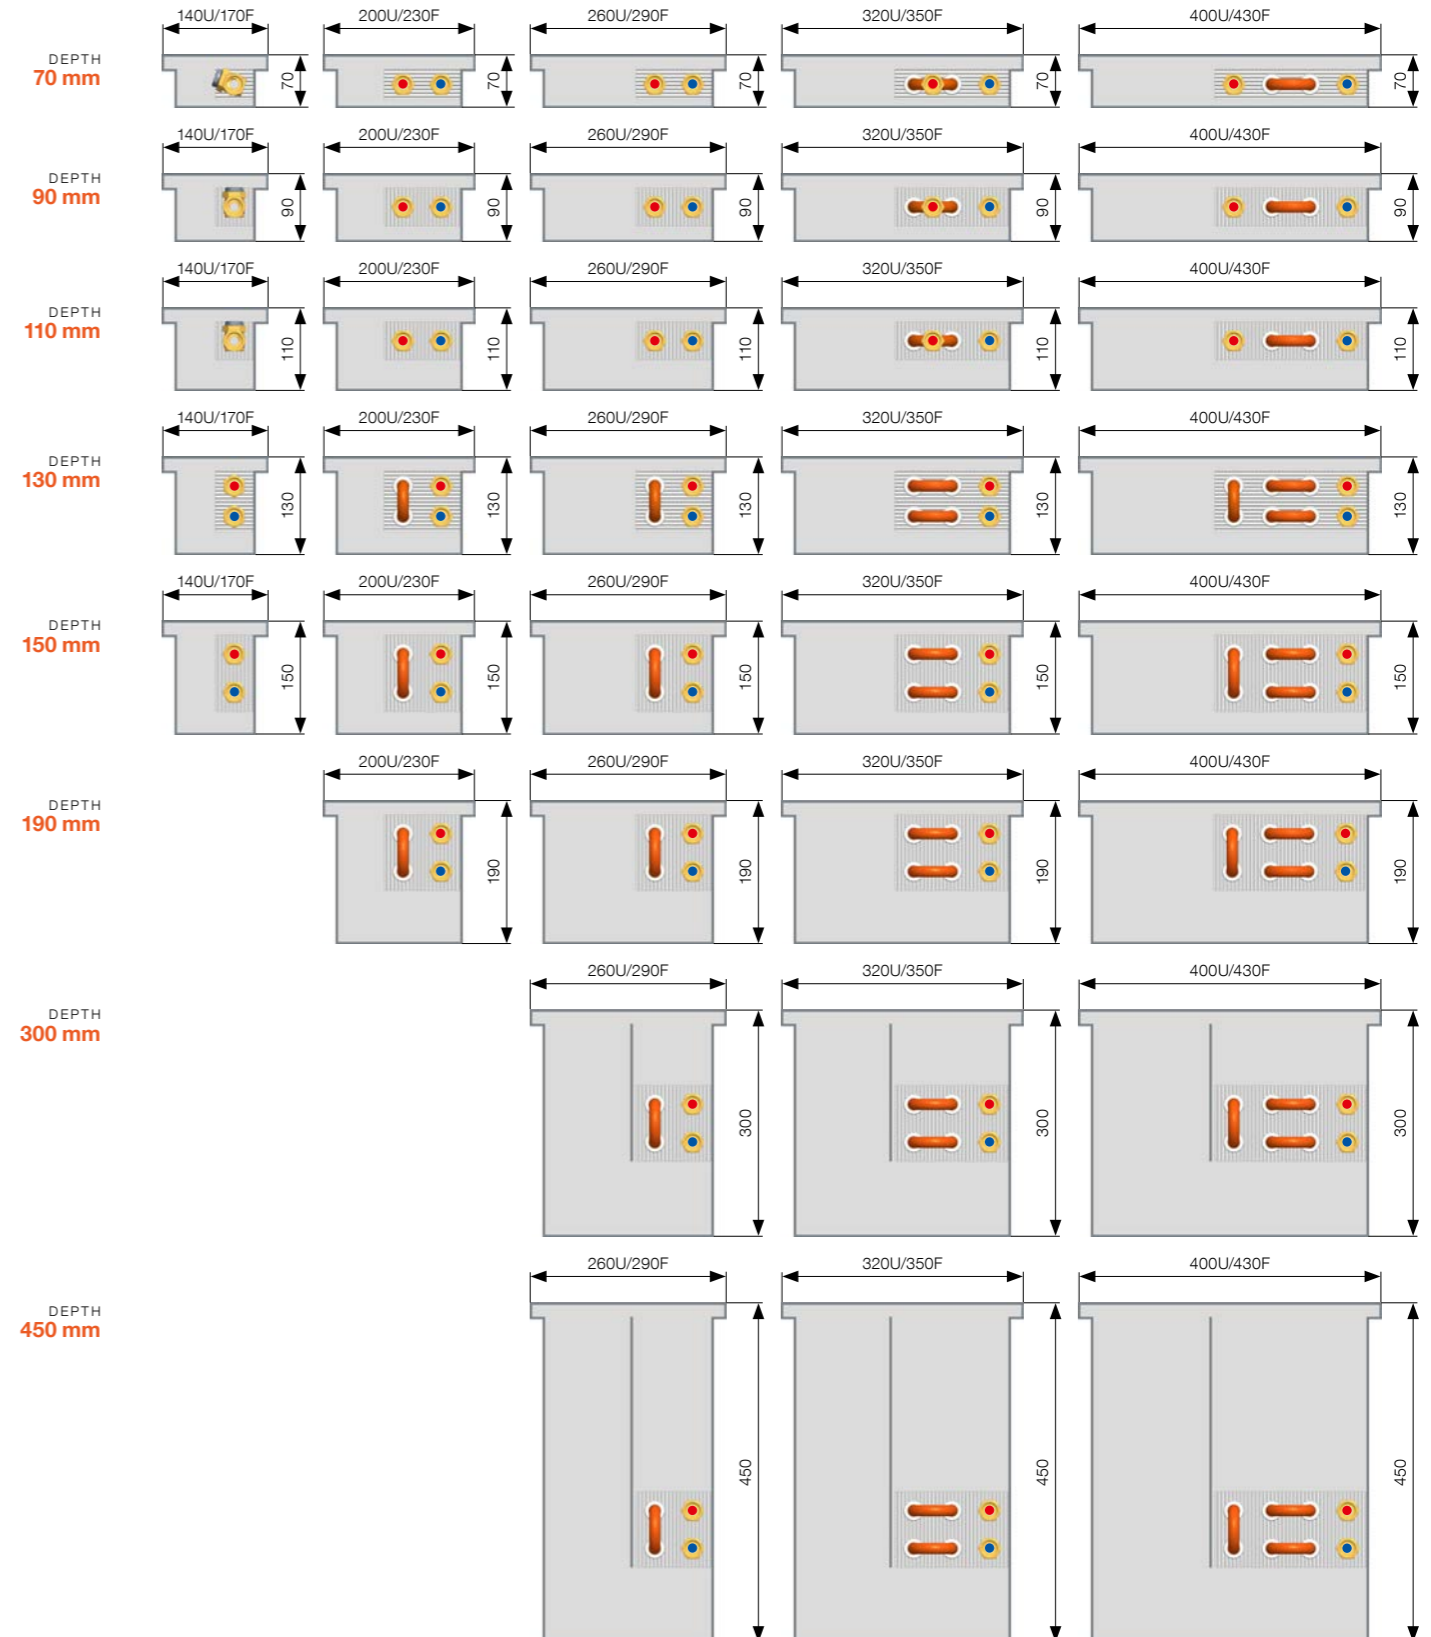 140U/170F 200U/230F 260U/290F 320U/350F 400U/430F
DEPTH
70 mm
70 70 70 70 70
140U/170F 200U/230F 260U/290F 320U/350F 400U/430F
DEPTH
90 mm
90 90 90 90 90
140U/170F 200U/230F 260U/290F 320U/350F 400U/430F
DEPTH
110 mm
110 110 110 110 110
140U/170F 200U/230F 260U/290F 320U/350F 400U/430F
DEPTH
130 mm
130 130 130 130 130
140U/170F 200U/230F 260U/290F 320U/350F 400U/430F
DEPTH
150 mm
150 150 150 150 150
200U/230F 260U/290F 320U/350F 400U/430F
DEPTH
190 mm
190 190 190 190
260U/290F 320U/350F 400U/430F
DEPTH
300 mm
300 300 300
260U/290F 320U/350F 400U/430F
DEPTH
450 mm
450 450 450